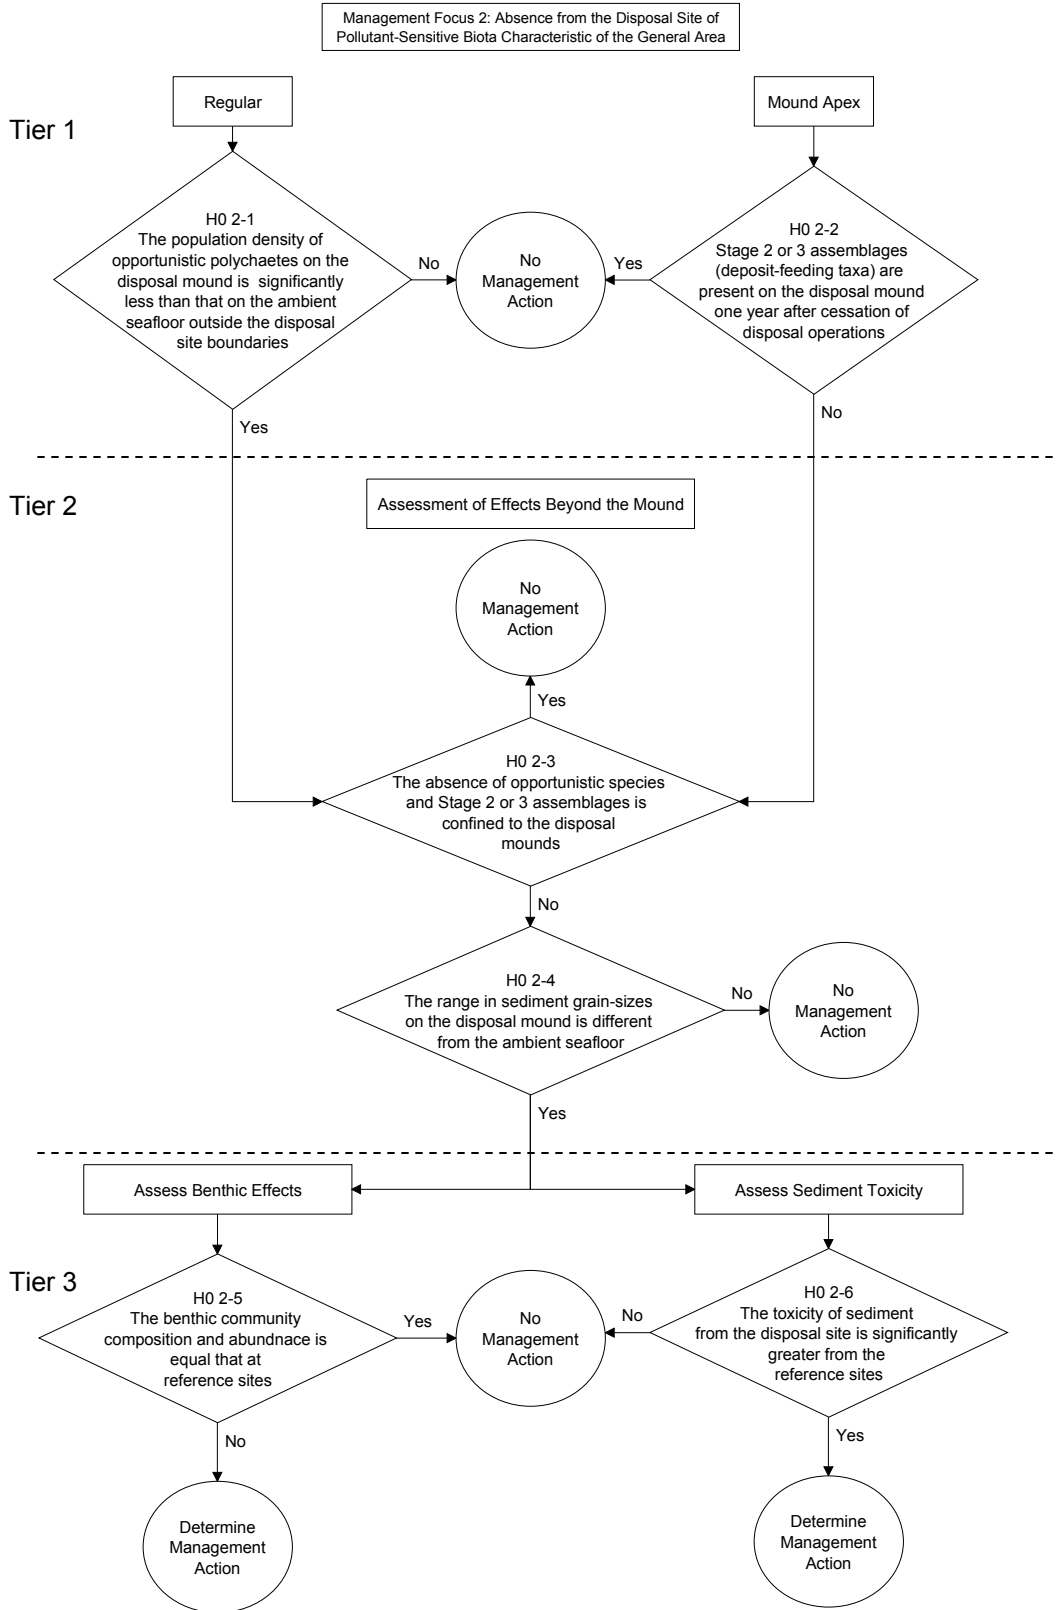 Management Focus 2: Absence from the Disposal Site of
Pollutant-Sensitive Biota Characteristic of the General Area
Regular
Mound Apex
Tier 1
H0 2-1
The population density of
opportunistic polychaetes on the
disposal mound is significantly
less than that on the ambient
seafloor outside the disposal
site boundaries
No
No
Management
Action
Yes
H0 2-2
Stage 2 or 3 assemblages
(deposit-feeding taxa) are
present on the disposal mound
one year after cessation of
disposal operations
Yes
No
Tier 2
Assessment of Effects Beyond the Mound
No
Management
Action
Yes
H0 2-3
The absence of opportunistic species
and Stage 2 or 3 assemblages is
confined to the disposal
mounds
No
H0 2-4
The range in sediment grain-sizes
on the disposal mound is different
from the ambient seafloor
No
No
Management
Action
Yes
Assess Benthic Effects
Assess Sediment Toxicity
Tier 3
H0 2-5
The benthic community
composition and abundnace is
equal that at
reference sites
Yes
No
Management
Action
No
H0 2-6
The toxicity of sediment
from the disposal site is significantly
greater from the
reference sites
No
Yes
Determine
Management
Action
Determine
Management
Action